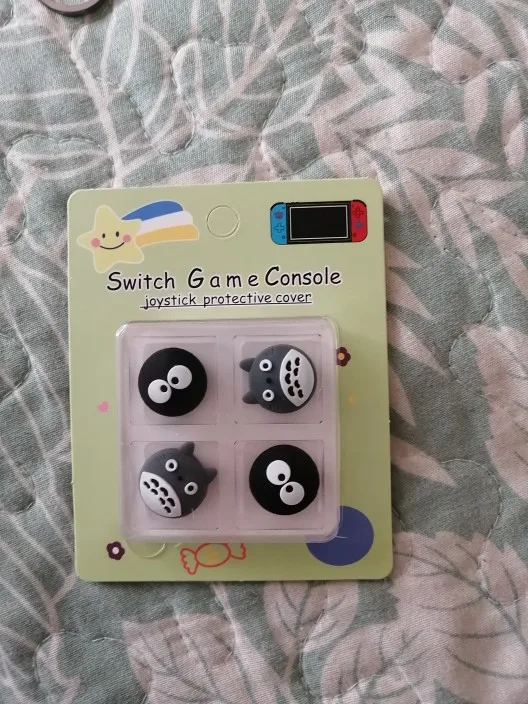 Switch Game Console
joystick protective cover